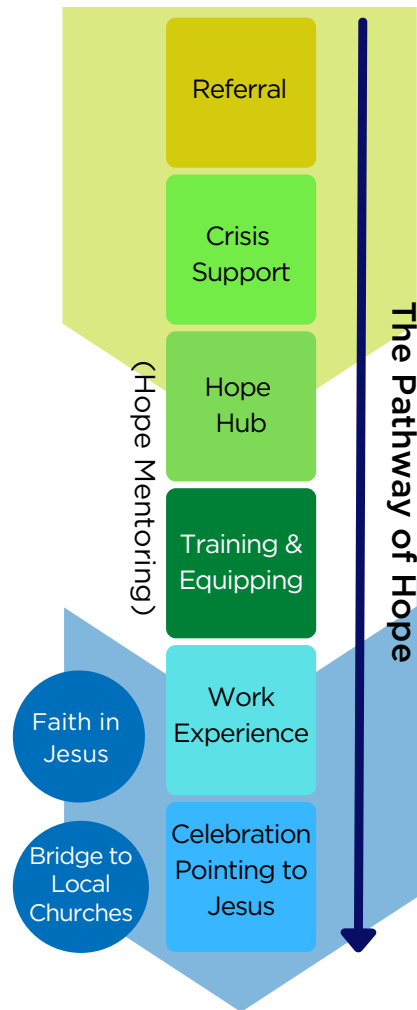 Referral
Crisis
Support
Hope
Hub
(Hope Mentoring)
Training &
Equipping
The Pathway of Hope
Work
Experience
Faith in
Jesus
Celebration
Pointing to
Jesus
Bridge to
Local
Churches